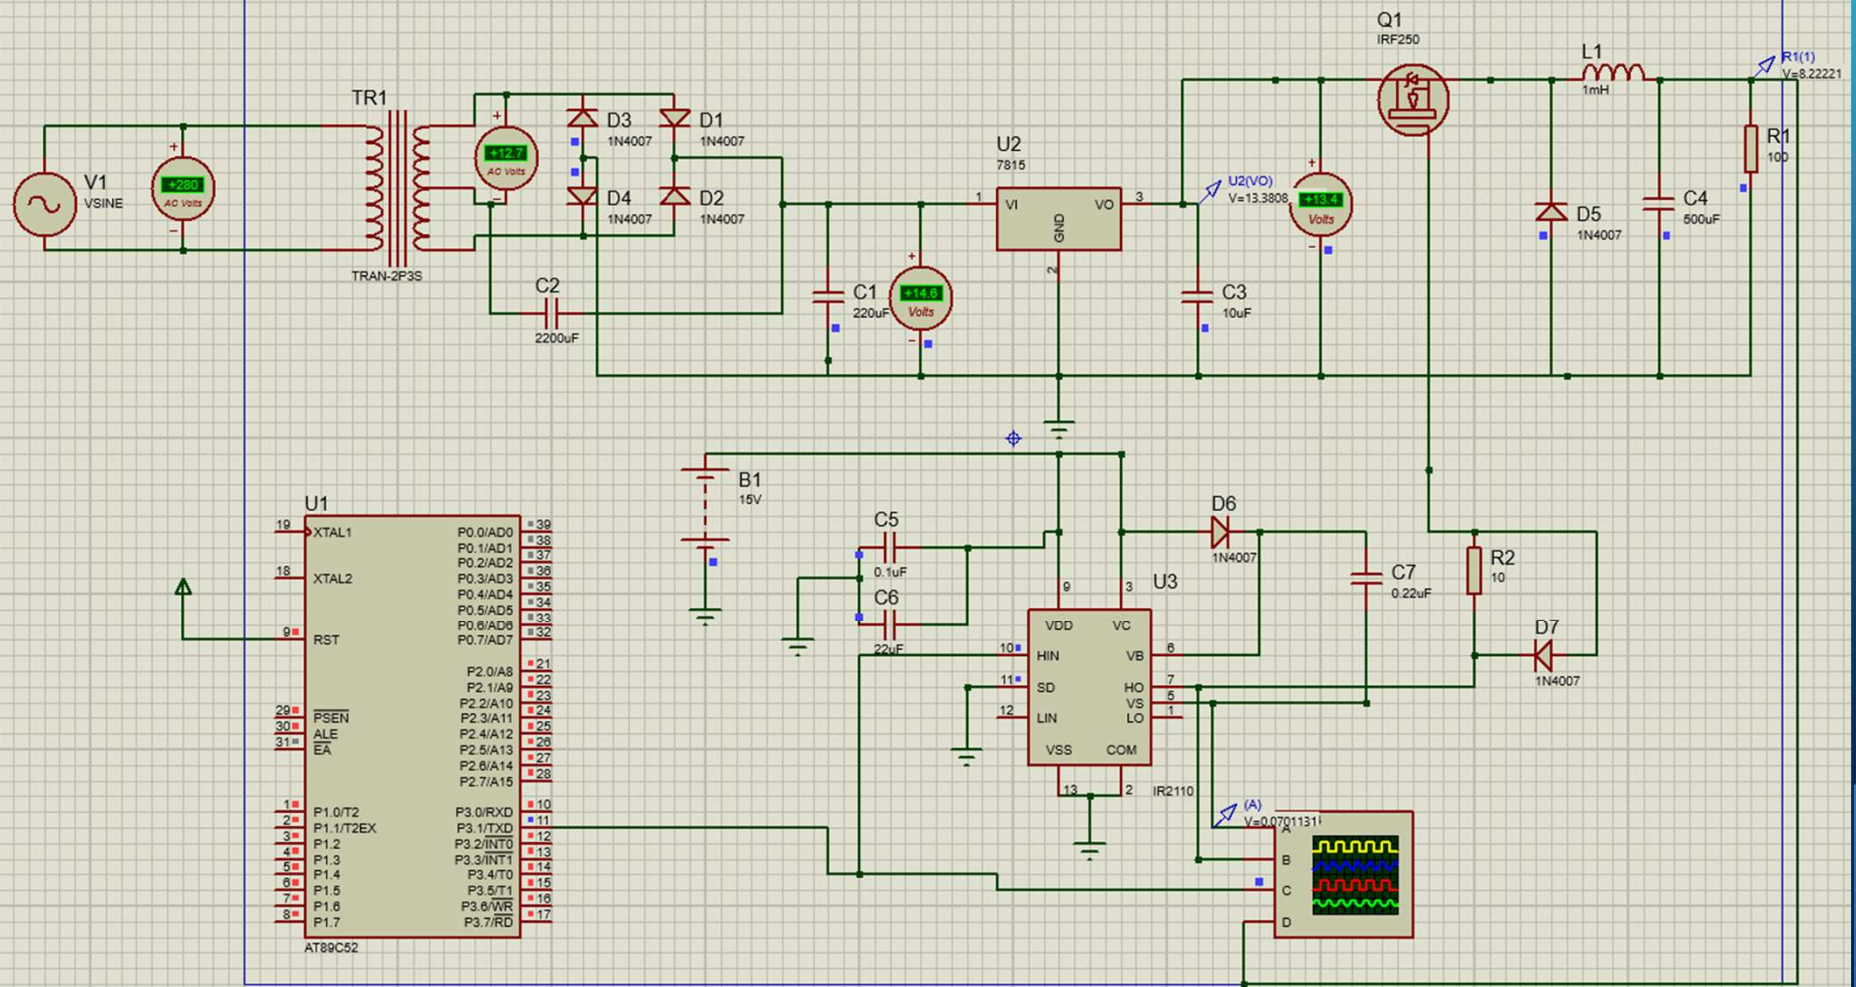 Q1
IRF250
L1
1mH
R1(1)
V=8.22221
TR1
TRAN-2P3S
V1
VSINE
+
+280
AC Volts
−
+
+12.7
AC Volts
−
D3
1N4007
D1
1N4007
D4
1N4007
D2
1N4007
C2
2200uF
C1
220uF
+
+14.6
Volts
−
U2
7815
1
VI
VO
3
GND
2
U2(VO)
V=13.3808
+
+13.4
Volts
−
C3
10uF
D5
1N4007
C4
500uF
R1
100
B1
15V
C5
0.1uF
C6
22uF
D6
1N4007
C7
0.22uF
R2
10
D7
1N4007
U3
IR2110
9
3
VDD
VC
10
HIN
VB
6
11
SD
HO
7
VS
5
12
LIN
LO
1
VSS
COM
13
2
(A)
V=0.0701131
A
B
C
D
U1
AT89C52
19
XTAL1
18
XTAL2
9
RST
29
PSEN
30
ALE
31
EA
1
P1.0/T2
2
P1.1/T2EX
3
P1.2
4
P1.3
5
P1.4
6
P1.5
7
P1.6
8
P1.7
P0.0/AD0
39
P0.1/AD1
38
P0.2/AD2
37
P0.3/AD3
36
P0.4/AD4
35
P0.5/AD5
34
P0.6/AD6
33
P0.7/AD7
32
P2.0/A8
21
P2.1/A9
22
P2.2/A10
23
P2.3/A11
24
P2.4/A12
25
P2.5/A13
26
P2.6/A14
27
P2.7/A15
28
P3.0/RXD
10
P3.1/TXD
11
P3.2/INT0
12
P3.3/INT1
13
P3.4/T0
14
P3.5/T1
15
P3.6/WR
16
P3.7/RD
17